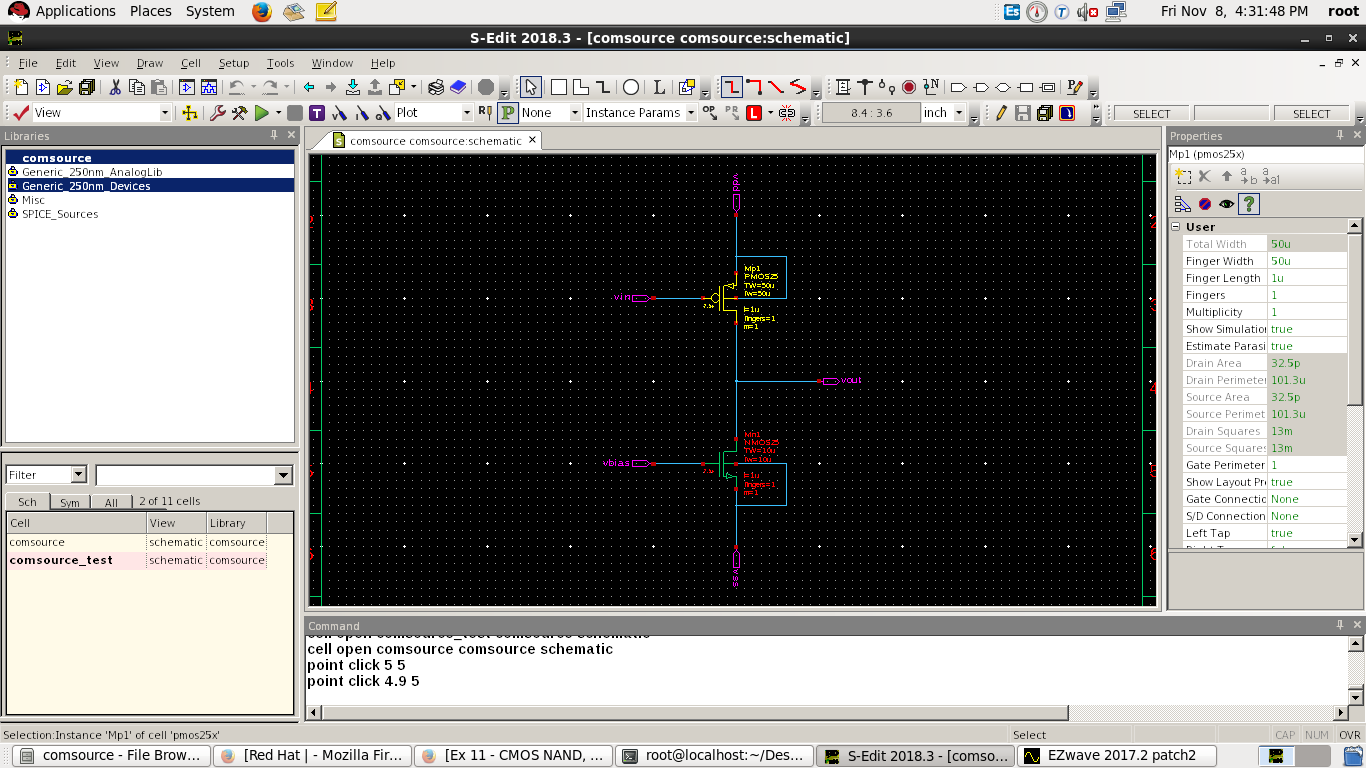 Applications Places System Fri Nov 8, 4:31:48 PM root
S-Edit 2018.3 - [comsource comsource:schematic]
File Edit View Draw Cell Setup Tools Window Help
View Plot None Instance Params 8.4 : 3.6 inch SELECT SELECT
Libraries
comsource
Generic_250nm_AnalogLib
Generic_250nm_Devices
Misc
SPICE_Sources
Filter
Sch Sym All 2 of 11 cells
Cell View Library
comsource schematic comsource
comsource_test schematic comsource
comsource comsource:schematic
vdd
Mp1
PMOS25
TW=50u
fw=50u
vin
l=1u
fingers=1
m=1
vout
Mn1
NMOS25
TW=10u
fw=10u
vbias
l=1u
fingers=1
m=1
vss
Properties
Mp1 (pmos25x)
User
Total Width 50u
Finger Width 50u
Finger Length 1u
Fingers 1
Multiplicity 1
Show Simulation true
Estimate Parasi true
Drain Area 32.5p
Drain Perimeter 101.3u
Source Area 32.5p
Source Perimet 101.3u
Drain Squares 13m
Source Squares 13m
Gate Perimeter 1
Show Layout Pr true
Gate Connectic None
S/D Connection None
Left Tap true
Command
cell open comsource_test comsource schematic
cell open comsource comsource schematic
point click 5 5
point click 4.9 5
Selection:Instance 'Mp1' of cell 'pmos25x' Select CAP NUM OVR
comsource - File Brow... [Red Hat | - Mozilla Fir... [Ex 11 - CMOS NAND, ... root@localhost:~/Des... S-Edit 2018.3 - [comso... EZwave 2017.2 patch2